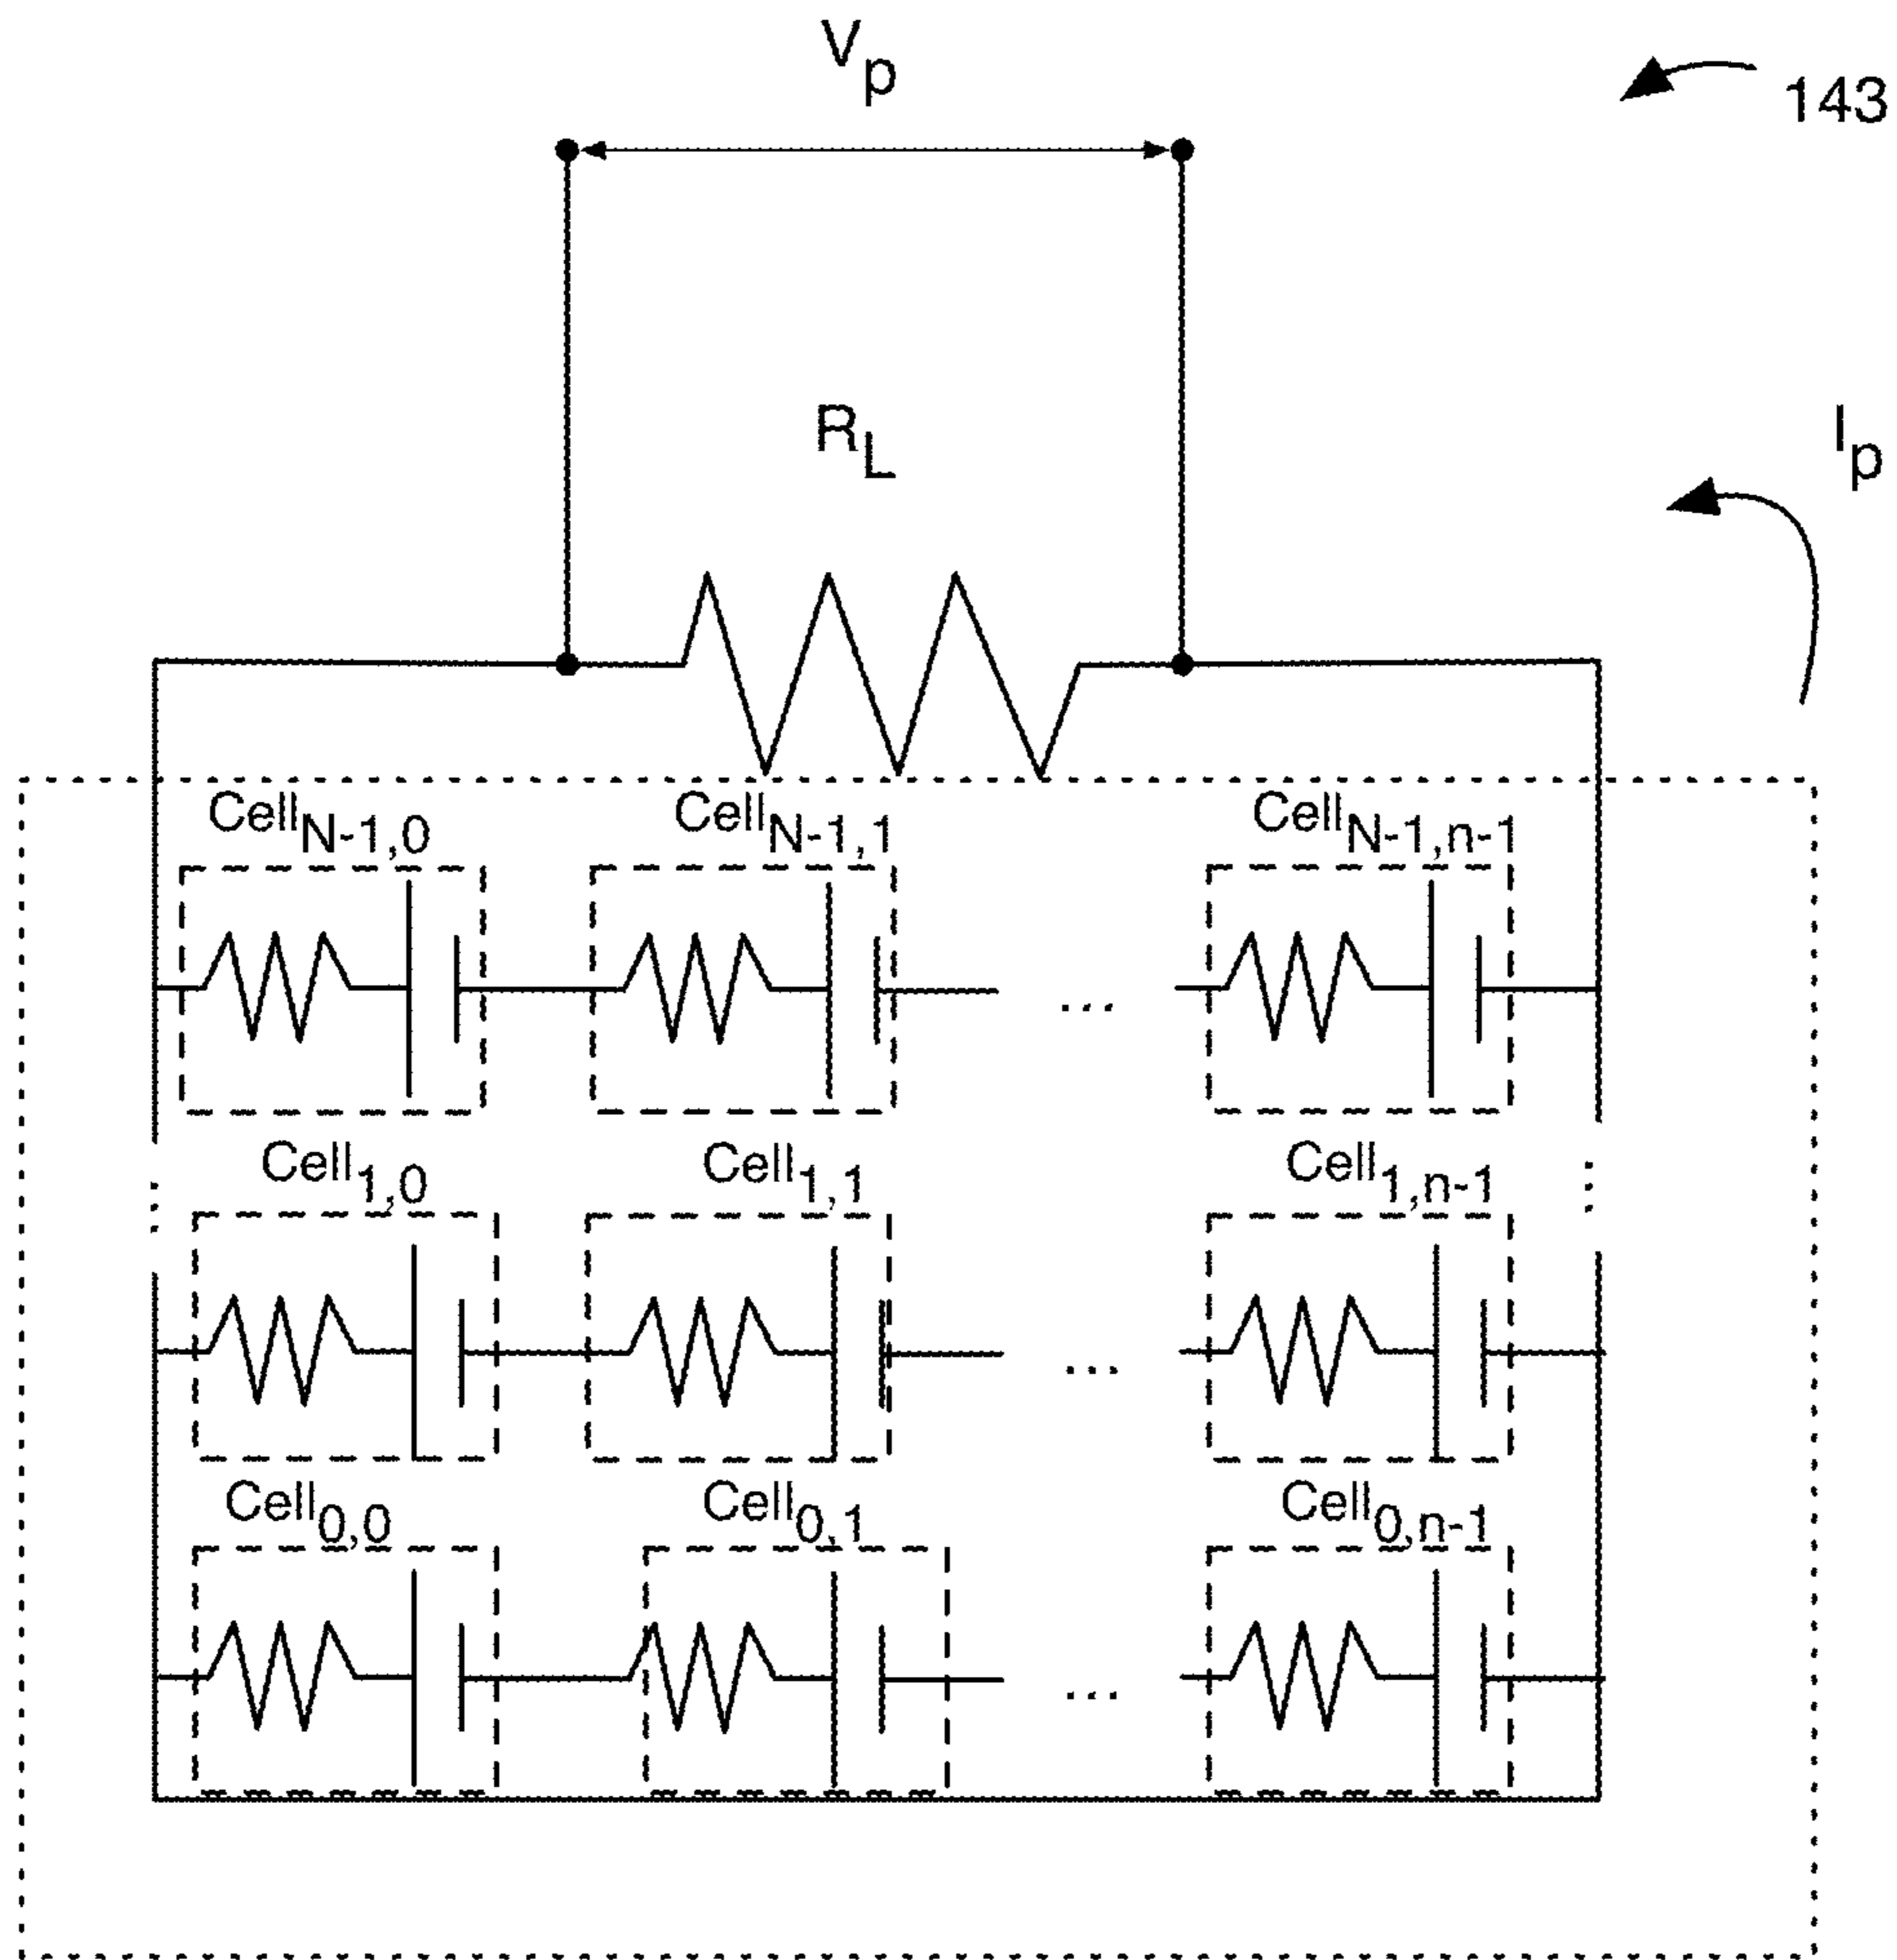 Vp
143
RL
Ip
CellN-1,0 CellN-1,1 CellN-1,n-1
...
Cell1,0 Cell1,1 Cell1,n-1
...
Cell0,0 Cell0,1 Cell0,n-1
...